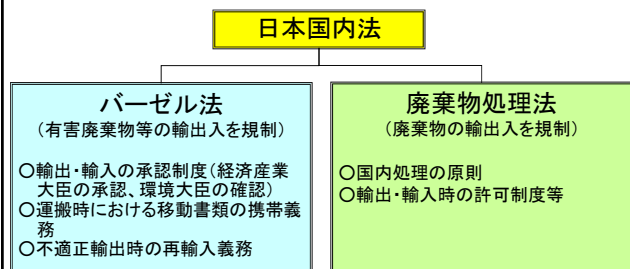 日本国内法
バーゼル法
(有害廃棄物等の輸出入を規制)
○輸出・輸入の承認制度(経済産業
大臣の承認、環境大臣の確認)
○運搬時における移動書類の携帯義
務
○不適正輸出時の再輸入義務
廃棄物処理法
(廃棄物の輸出入を規制)
○国内処理の原則
○輸出・輸入時の許可制度等